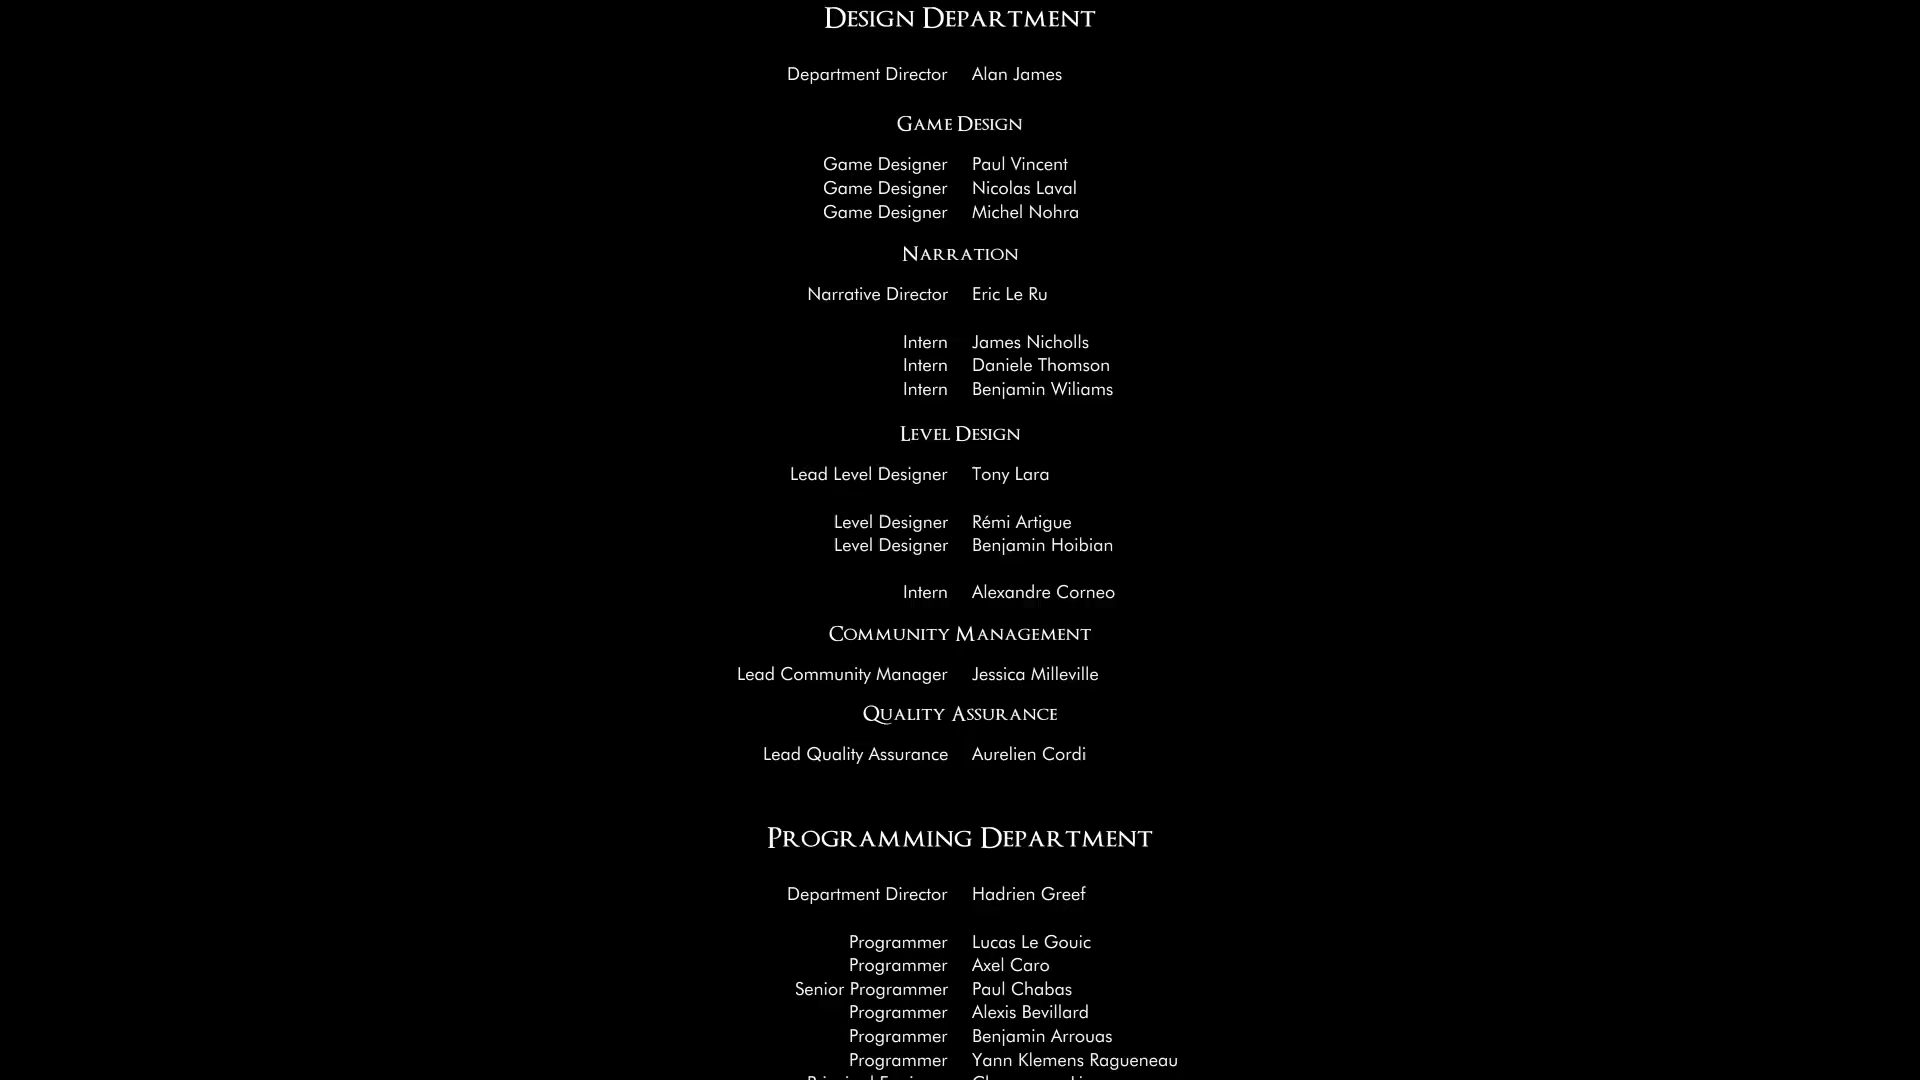 Design Department
Department Director Alan James
Game Design
Game Designer Paul Vincent
Game Designer Nicolas Laval
Game Designer Michel Nohra
Narration
Narrative Director Eric Le Ru
Intern James Nicholls
Intern Daniele Thomson
Intern Benjamin Wiliams
Level Design
Lead Level Designer Tony Lara
Level Designer Rémi Artigue
Level Designer Benjamin Hoibian
Intern Alexandre Corneo
Community Management
Lead Community Manager Jessica Milleville
Quality Assurance
Lead Quality Assurance Aurelien Cordi
Programming Department
Department Director Hadrien Greef
Programmer Lucas Le Gouic
Programmer Axel Caro
Senior Programmer Paul Chabas
Programmer Alexis Bevillard
Programmer Benjamin Arrouas
Programmer Yann Klemens Ragueneau